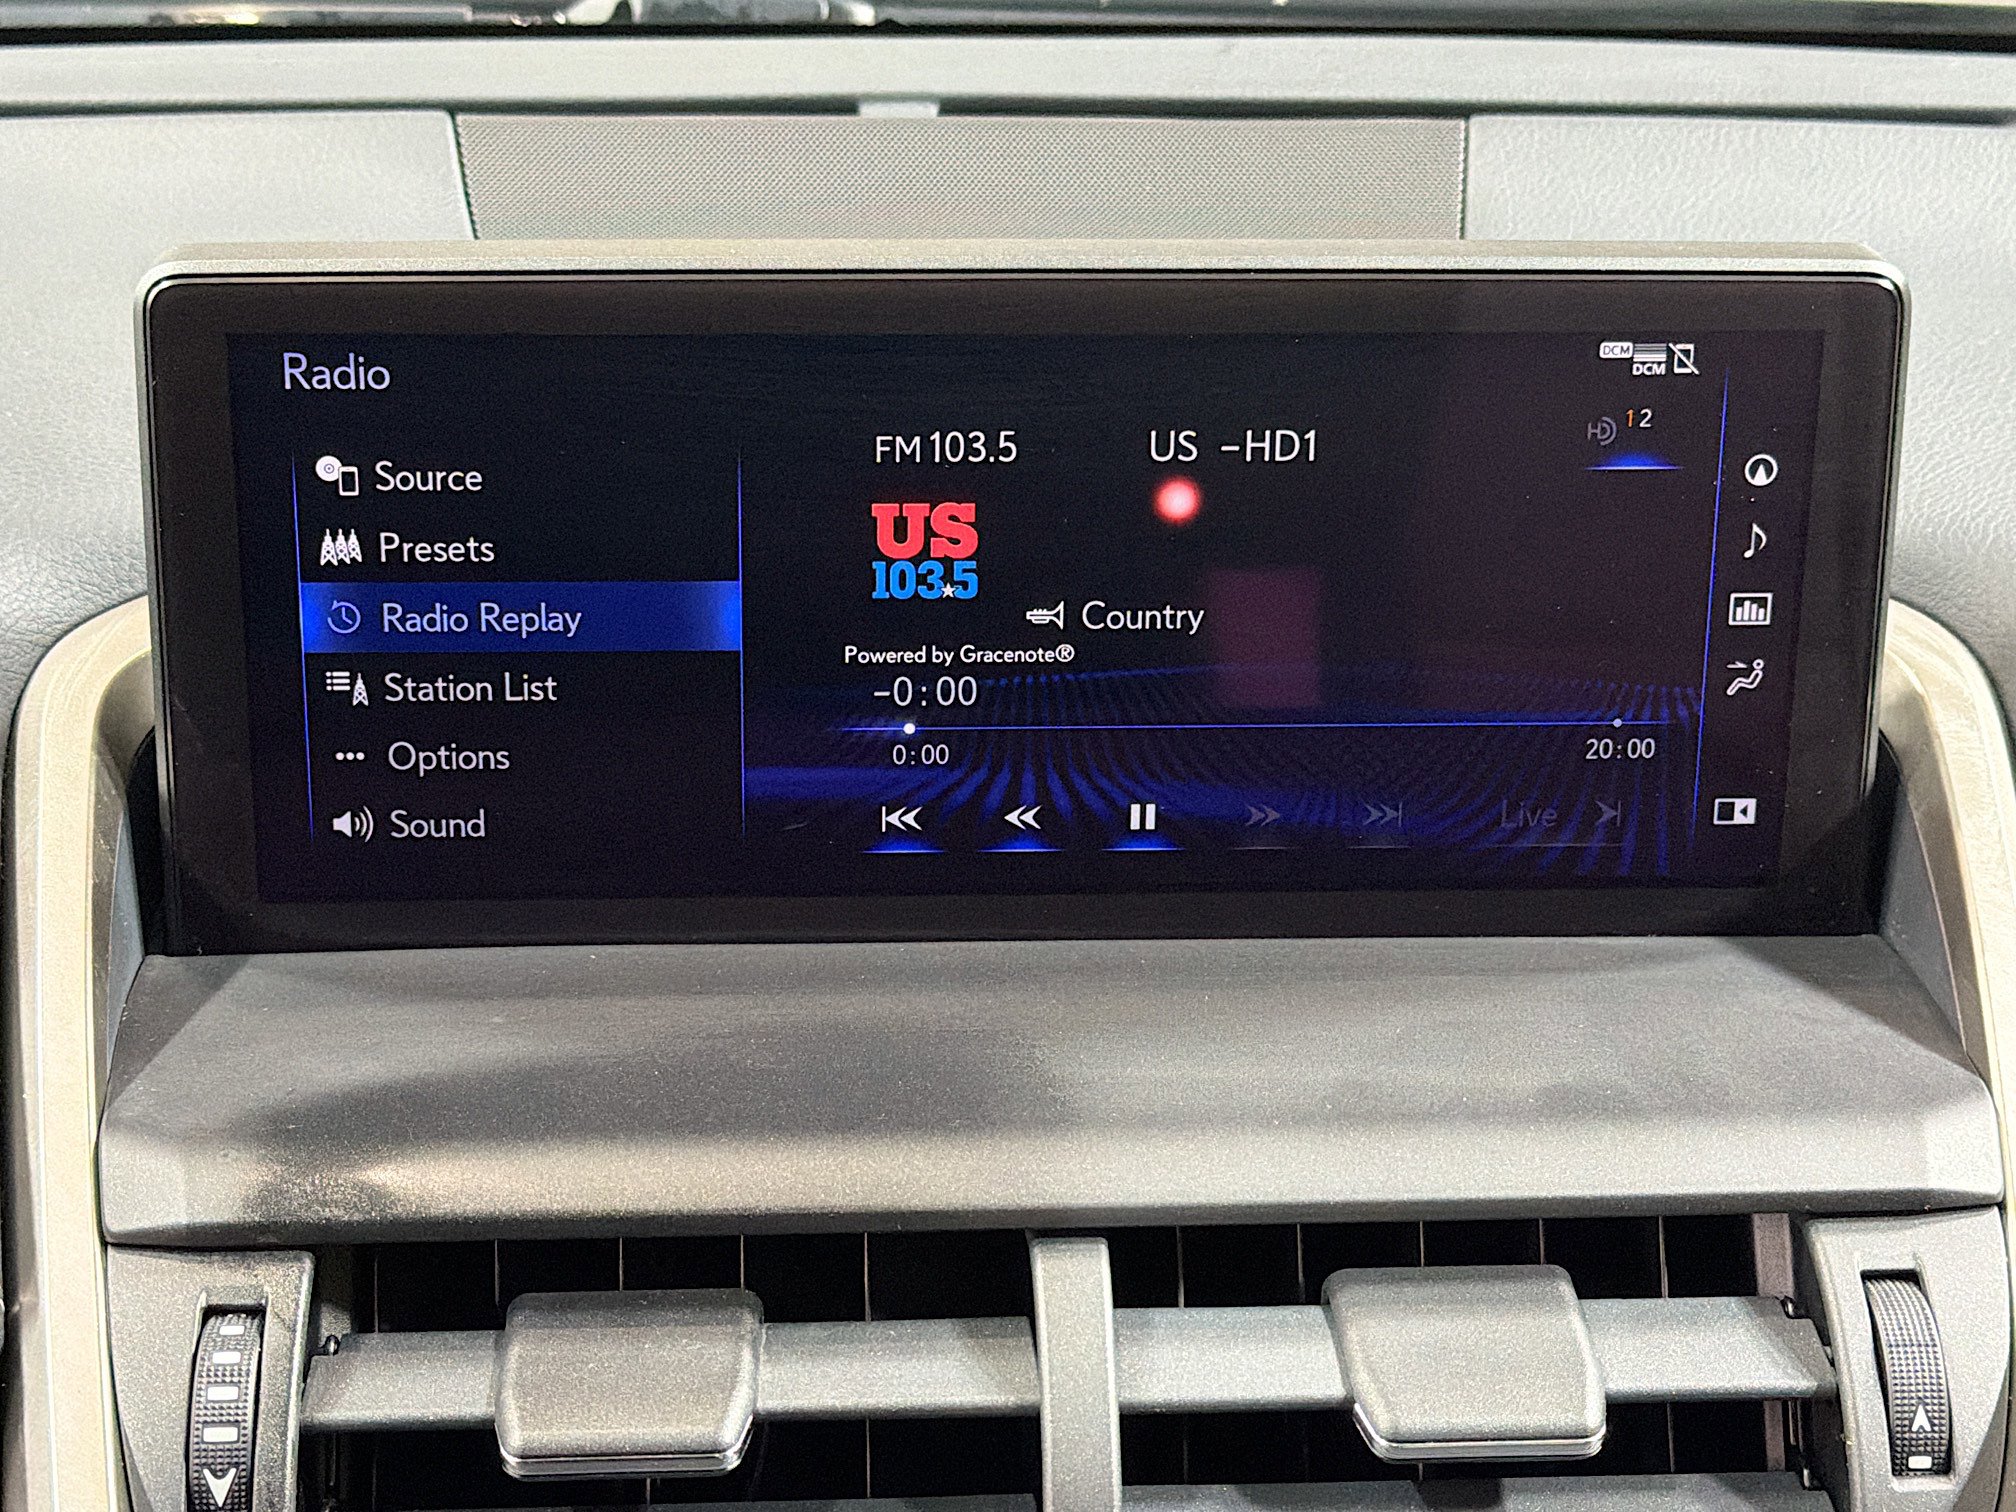 Radio
DCM
DCM
Source
Presets
Radio Replay
Station List
Options
Sound
FM 103.5 US -HD1
HD 1 2
US
103.5
Country
Powered by Gracenote®
-0:00
0:00 20:00
Live